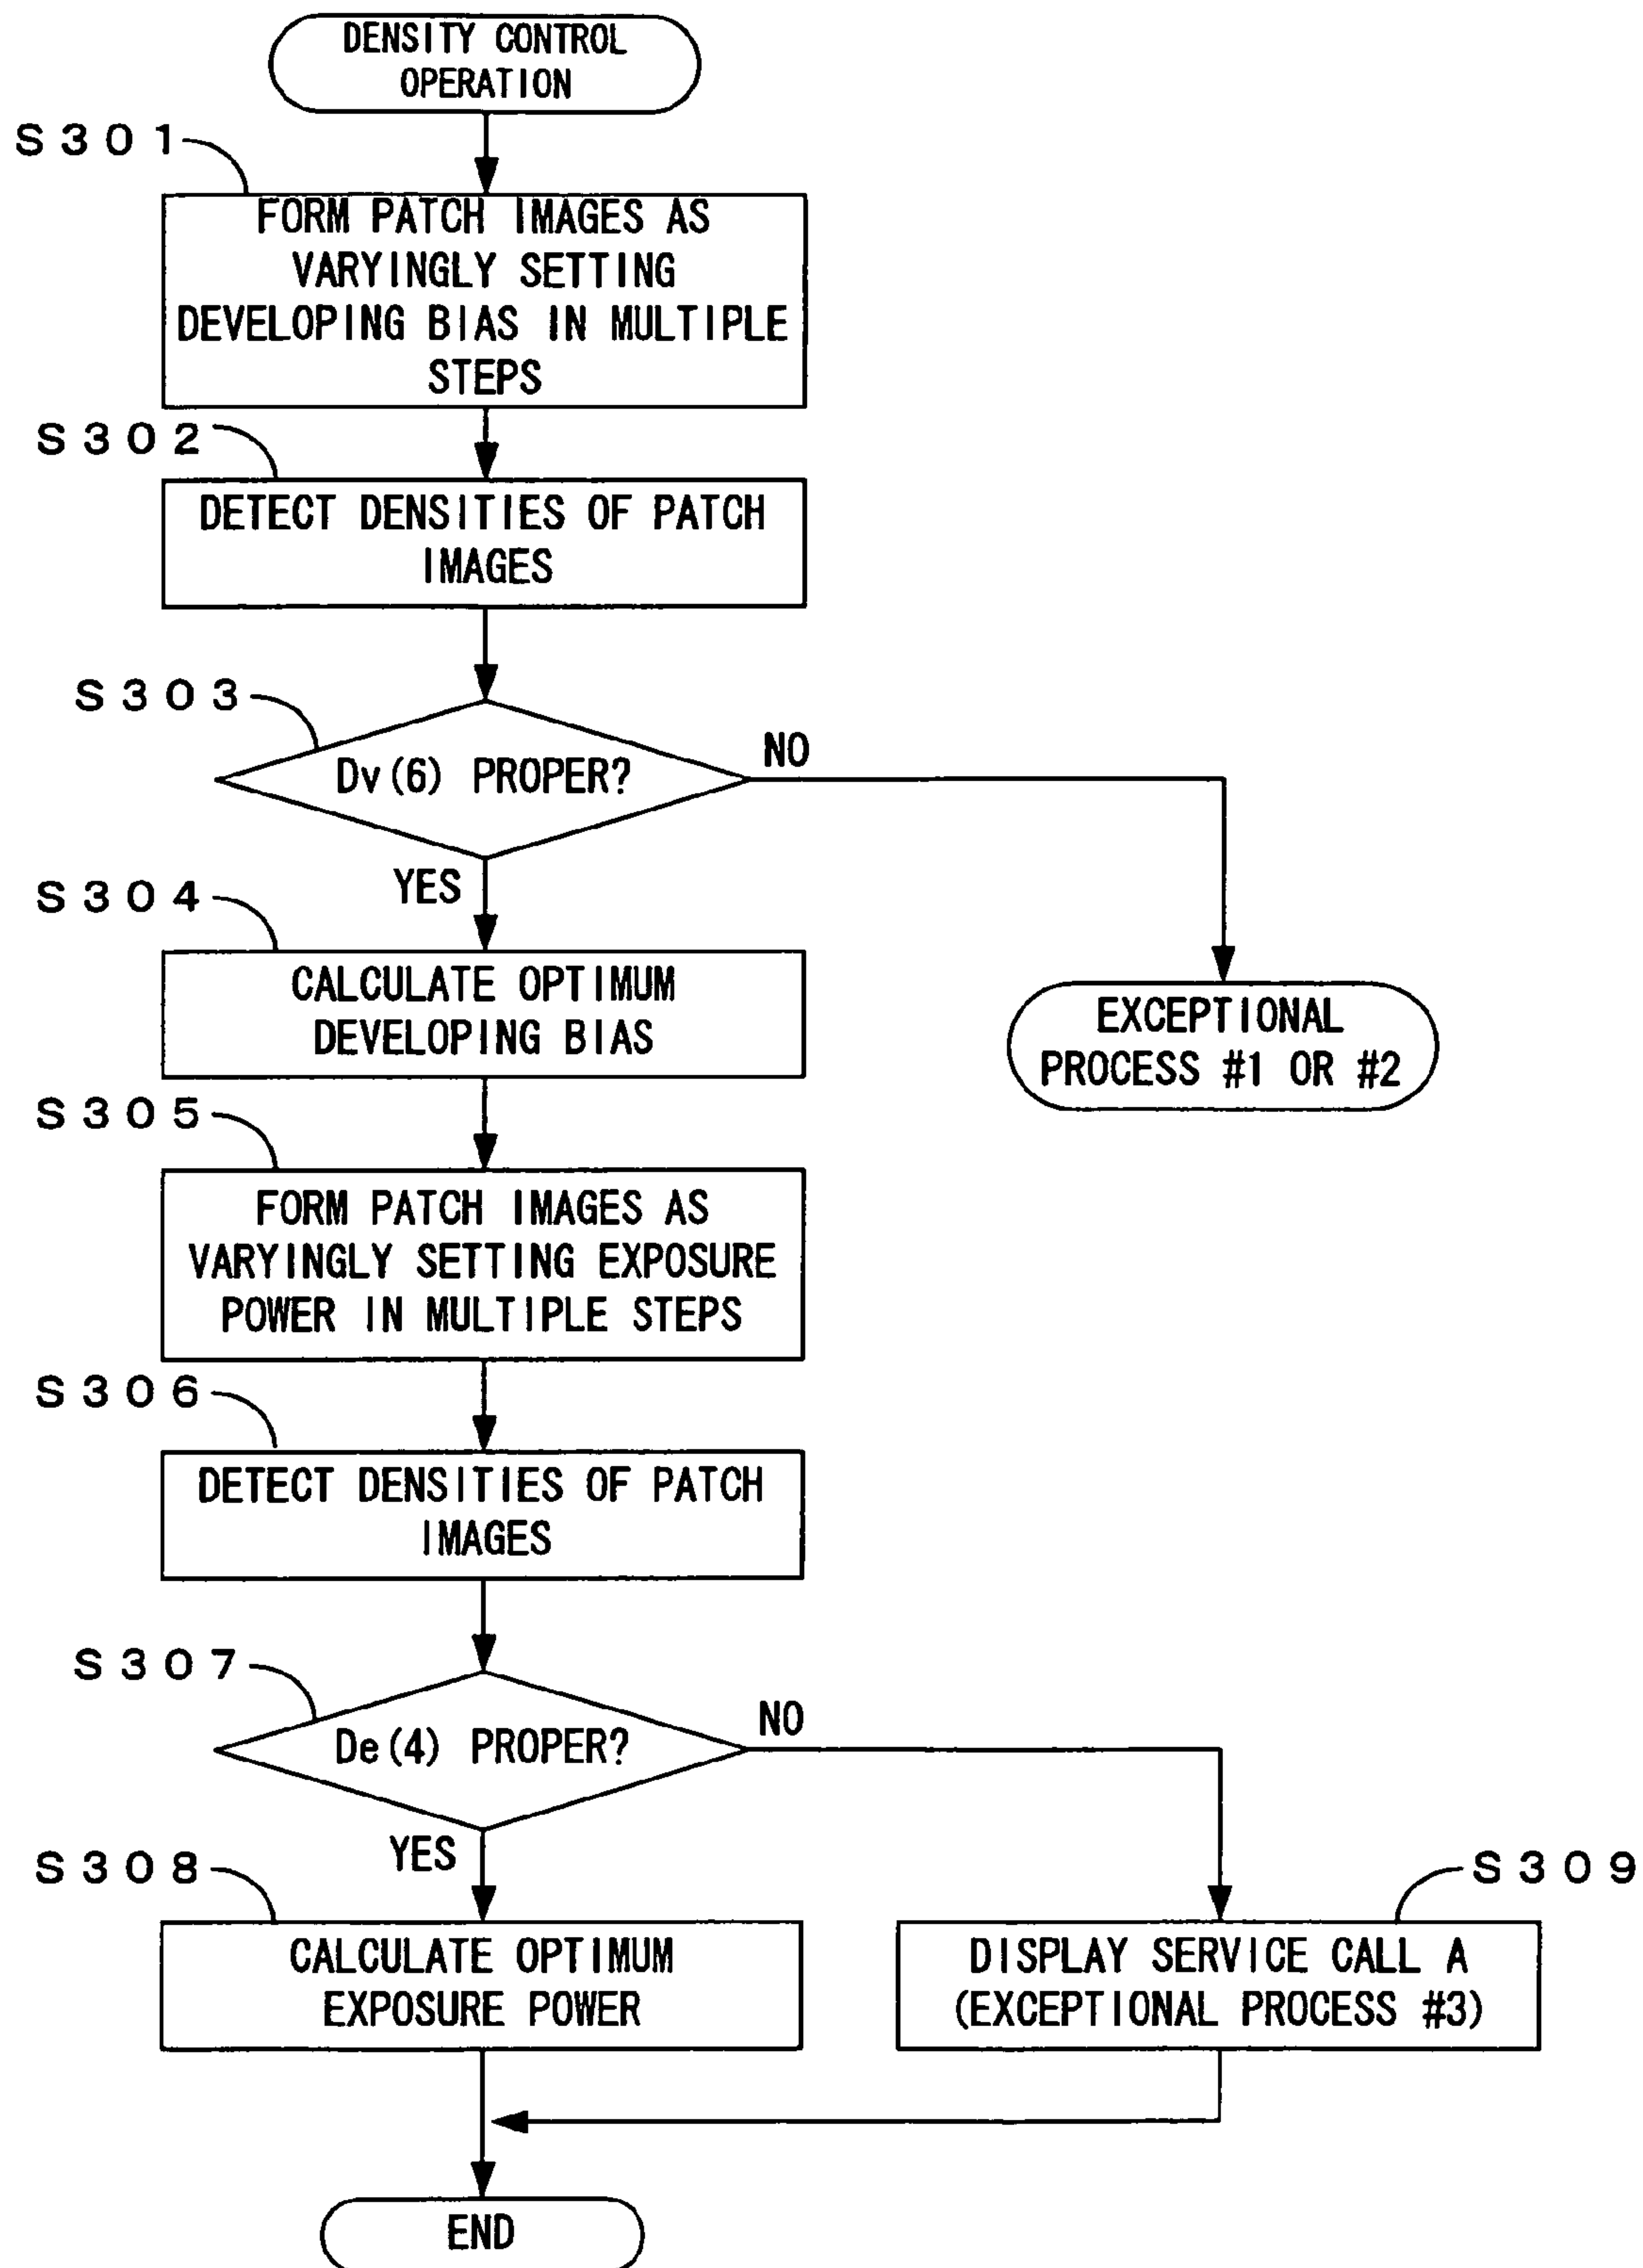 DENSITY CONTROL
OPERATION
S301
FORM PATCH IMAGES AS
VARYINGLY SETTING
DEVELOPING BIAS IN MULTIPLE
STEPS
S302
DETECT DENSITIES OF PATCH
IMAGES
S303
Dv(6) PROPER?
NO
YES
S304
CALCULATE OPTIMUM
DEVELOPING BIAS
EXCEPTIONAL
PROCESS #1 OR #2
S305
FORM PATCH IMAGES AS
VARYINGLY SETTING EXPOSURE
POWER IN MULTIPLE STEPS
S306
DETECT DENSITIES OF PATCH
IMAGES
S307
De(4) PROPER?
NO
YES
S308
CALCULATE OPTIMUM
EXPOSURE POWER
S309
DISPLAY SERVICE CALL A
(EXCEPTIONAL PROCESS #3)
END